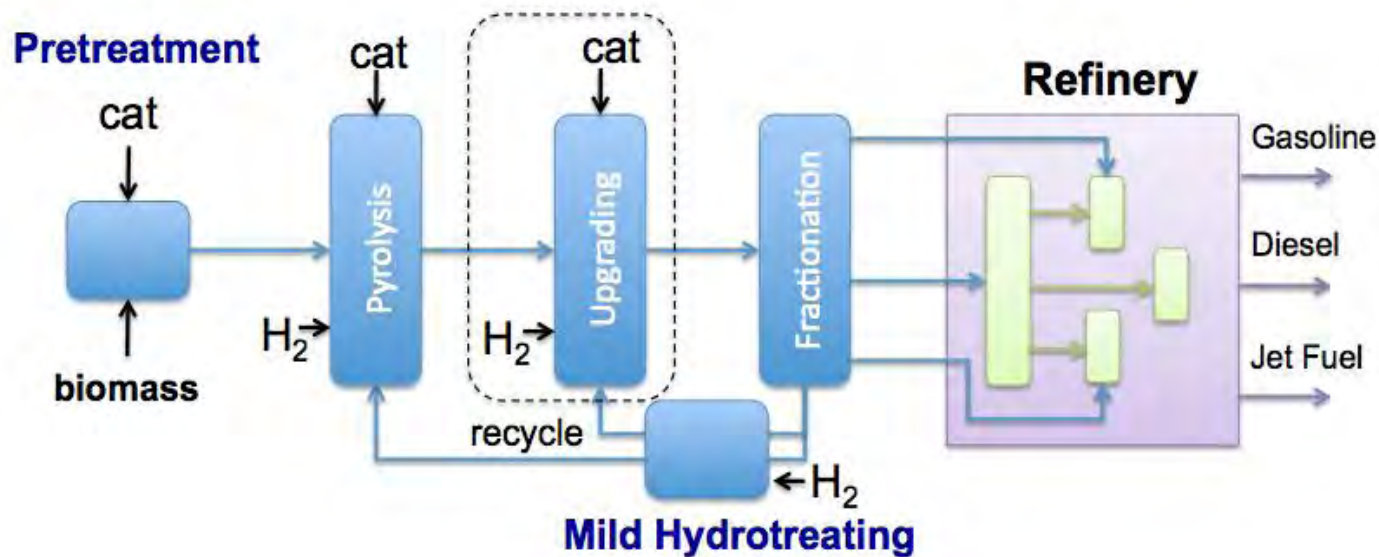 Pretreatment
cat
biomass
cat
Pyrolysis
H₂
cat
Upgrading
H₂
recycle
Fractionation
H₂
Mild Hydrotreating
Refinery
Gasoline
Diesel
Jet Fuel